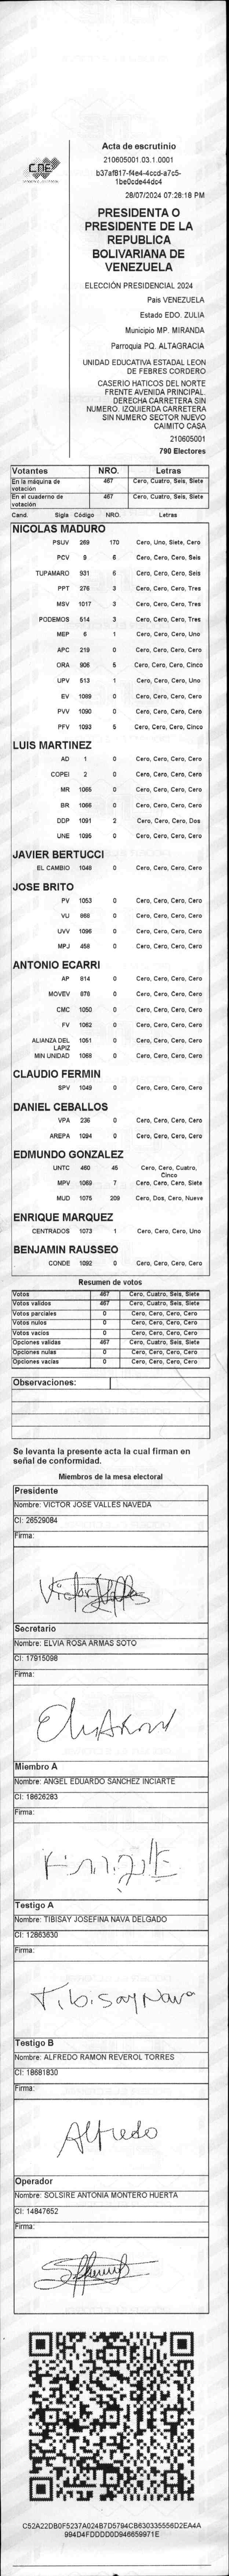 CNE
Acta de escrutinio
210605001.03.1.0001
b37af817-f4e4-4ccd-a7c5-
1be0cde44dc4
28/07/2024 07:28:18 PM
PRESIDENTA O
PRESIDENTE DE LA
REPUBLICA
BOLIVARIANA DE
VENEZUELA
ELECCIÓN PRESIDENCIAL 2024
Pais VENEZUELA
Estado EDO. ZULIA
Municipio MP. MIRANDA
Parroquia PQ. ALTAGRACIA
UNIDAD EDUCATIVA ESTADAL LEON
DE FEBRES CORDERO
CASERIO HATICOS DEL NORTE
FRENTE AVENIDA PRINCIPAL.
DERECHA CARRETERA SIN
NUMERO. IZQUIERDA CARRETERA
SIN NUMERO SECTOR NUEVO
CAIMITO CASA
210605001
790 Electores
Votantes NRO. Letras
En la máquina de votación 467 Cero, Cuatro, Seis, Siete
En el cuaderno de votación 467 Cero, Cuatro, Seis, Siete
Cand. Sigla Código NRO. Letras
NICOLAS MADURO
PSUV 269 170 Cero, Uno, Siete, Cero
PCV 9 6 Cero, Cero, Cero, Seis
TUPAMARO 931 6 Cero, Cero, Cero, Seis
PPT 276 3 Cero, Cero, Cero, Tres
MSV 1017 3 Cero, Cero, Cero, Tres
PODEMOS 514 3 Cero, Cero, Cero, Tres
MEP 6 1 Cero, Cero, Cero, Uno
APC 219 0 Cero, Cero, Cero, Cero
ORA 906 5 Cero, Cero, Cero, Cinco
UPV 513 1 Cero, Cero, Cero, Uno
EV 1089 0 Cero, Cero, Cero, Cero
PVV 1090 0 Cero, Cero, Cero, Cero
PFV 1093 5 Cero, Cero, Cero, Cinco
LUIS MARTINEZ
AD 1 0 Cero, Cero, Cero, Cero
COPEI 2 0 Cero, Cero, Cero, Cero
MR 1065 0 Cero, Cero, Cero, Cero
BR 1066 0 Cero, Cero, Cero, Cero
DDP 1091 2 Cero, Cero, Cero, Dos
UNE 1095 0 Cero, Cero, Cero, Cero
JAVIER BERTUCCI
EL CAMBIO 1048 0 Cero, Cero, Cero, Cero
JOSE BRITO
PV 1053 0 Cero, Cero, Cero, Cero
VU 868 0 Cero, Cero, Cero, Cero
UVV 1096 0 Cero, Cero, Cero, Cero
MPJ 458 0 Cero, Cero, Cero, Cero
ANTONIO ECARRI
AP 814 0 Cero, Cero, Cero, Cero
MOVEV 878 0 Cero, Cero, Cero, Cero
CMC 1050 0 Cero, Cero, Cero, Cero
FV 1062 0 Cero, Cero, Cero, Cero
ALIANZA DEL LAPIZ 1051 0 Cero, Cero, Cero, Cero
MIN UNIDAD 1068 0 Cero, Cero, Cero, Cero
CLAUDIO FERMIN
SPV 1049 0 Cero, Cero, Cero, Cero
DANIEL CEBALLOS
VPA 236 0 Cero, Cero, Cero, Cero
AREPA 1094 0 Cero, Cero, Cero, Cero
EDMUNDO GONZALEZ
UNTC 460 45 Cero, Cero, Cuatro, Cinco
MPV 1069 7 Cero, Cero, Cero, Siete
MUD 1075 209 Cero, Dos, Cero, Nueve
ENRIQUE MARQUEZ
CENTRADOS 1073 1 Cero, Cero, Cero, Uno
BENJAMIN RAUSSEO
CONDE 1092 0 Cero, Cero, Cero, Cero
Resumen de votos
Votos 467 Cero, Cuatro, Seis, Siete
Votos validos 467 Cero, Cuatro, Seis, Siete
Votos parciales 0 Cero, Cero, Cero, Cero
Votos nulos 0 Cero, Cero, Cero, Cero
Votos vacios 0 Cero, Cero, Cero, Cero
Opciones validas 467 Cero, Cuatro, Seis, Siete
Opciones nulas 0 Cero, Cero, Cero, Cero
Opciones vacias 0 Cero, Cero, Cero, Cero
Observaciones:
Se levanta la presente acta la cual firman en
señal de conformidad.
Miembros de la mesa electoral
Presidente
Nombre: VICTOR JOSE VALLES NAVEDA
CI: 26529084
Firma:
Victor Valles
Secretario
Nombre: ELVIA ROSA ARMAS SOTO
CI: 17915098
Firma:
Miembro A
Nombre: ANGEL EDUARDO SANCHEZ INCIARTE
CI: 18626283
Firma:
Testigo A
Nombre: TIBISAY JOSEFINA NAVA DELGADO
CI: 12863630
Firma:
Tibisay Nava
Testigo B
Nombre: ALFREDO RAMON REVEROL TORRES
CI: 18681830
Firma:
Alfredo
Operador
Nombre: SOLSIRE ANTONIA MONTERO HUERTA
CI: 14847652
Firma:
C52A22DB0F5237A024B7D5794CB630335556D2EA4A
994D4FDDDD0D946659971E